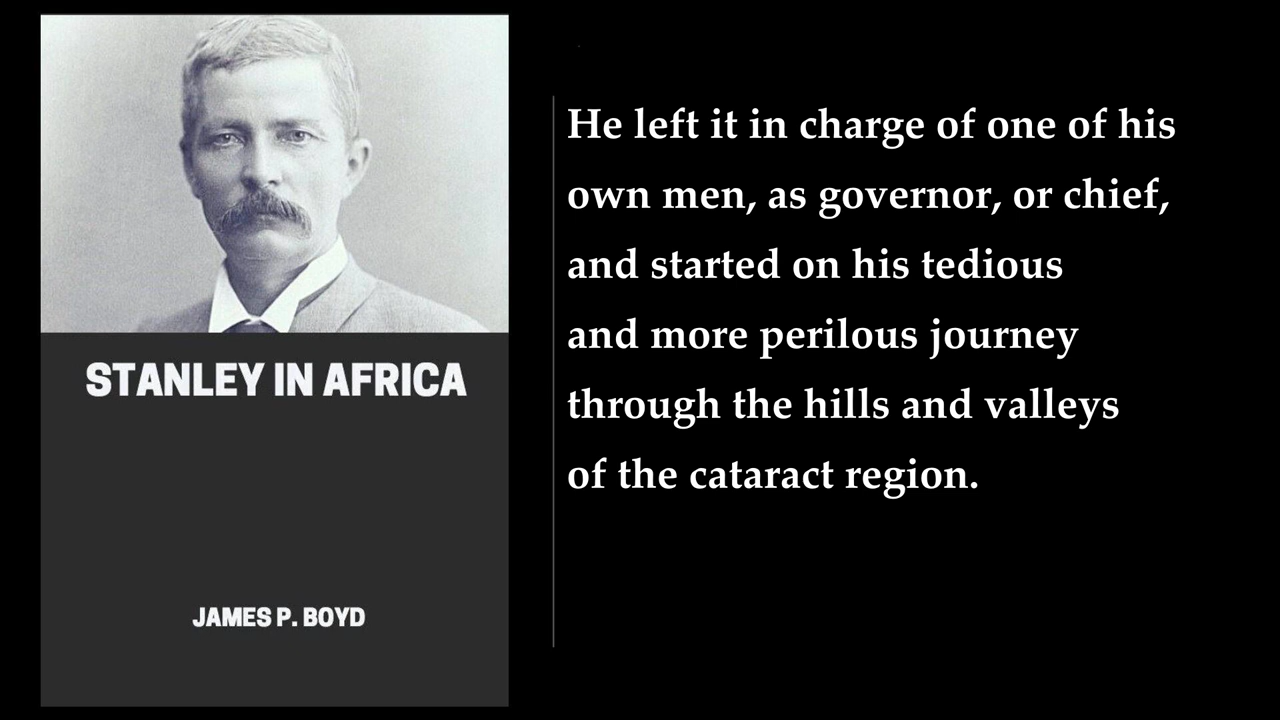 STANLEY IN AFRICA
JAMES P. BOYD
He left it in charge of one of his
own men, as governor, or chief,
and started on his tedious
and more perilous journey
through the hills and valleys
of the cataract region.